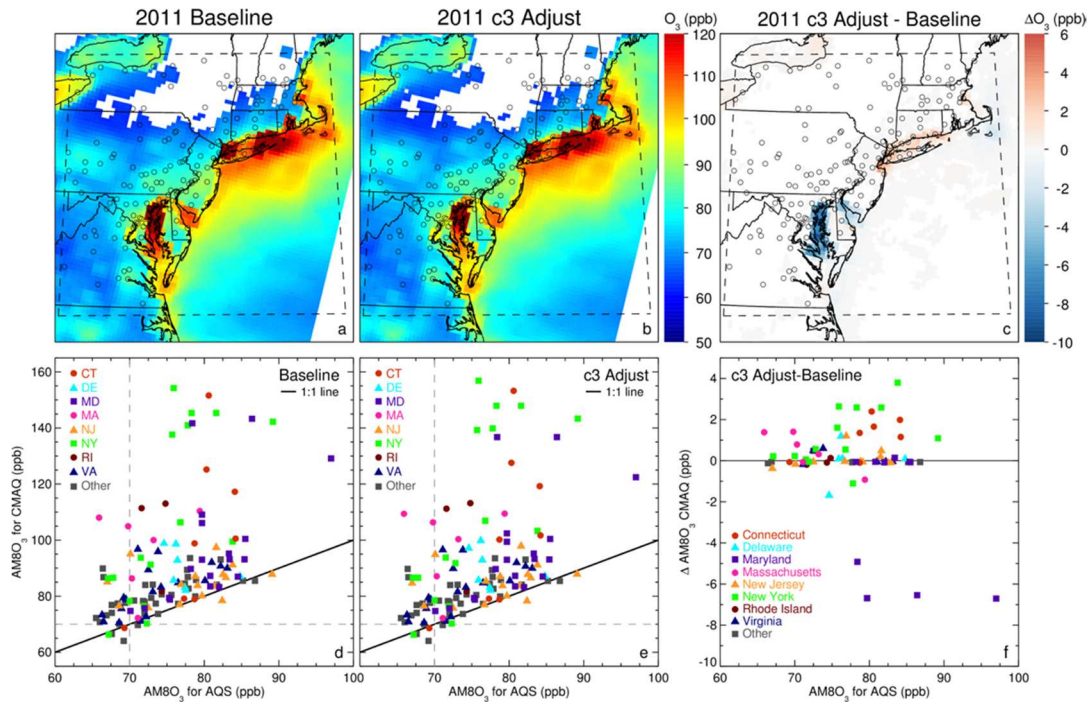 2011 Baseline
2011 c3 Adjust
O3 (ppb)
2011 c3 Adjust - Baseline
ΔO3 (ppb)
120
110
100
90
80
70
60
50
6
4
2
0
-2
-4
-6
-8
-10
a
b
c
Baseline
1:1 line
CT
DE
MD
MA
NJ
NY
RI
VA
Other
AM8O3 for CMAQ (ppb)
160
140
120
100
80
60
d
60 70 80 90 100
AM8O3 for AQS (ppb)
c3 Adjust
1:1 line
CT
DE
MD
MA
NJ
NY
RI
VA
Other
e
60 70 80 90 100
AM8O3 for AQS (ppb)
c3 Adjust-Baseline
Δ AM8O3 CMAQ (ppb)
4
2
0
-2
-4
-6
-8
-10
Connecticut
Delaware
Maryland
Massachusetts
New Jersey
New York
Rhode Island
Virginia
Other
f
60 70 80 90 100
AM8O3 for AQS (ppb)